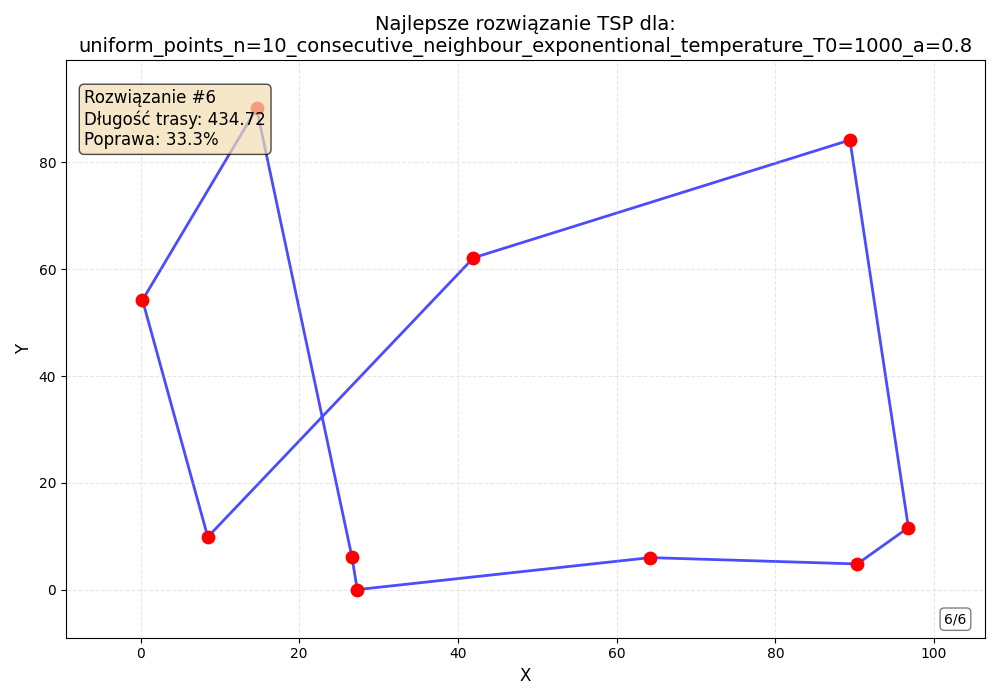 Najlepsze rozwiązanie TSP dla:
uniform_points_n=10_consecutive_neighbour_exponentional_temperature_T0=1000_a=0.8
Rozwiązanie #6
Długość trasy: 434.72
Poprawa: 33.3%
80
60
40
20
0
Y
6/6
0 20 40 60 80 100
X